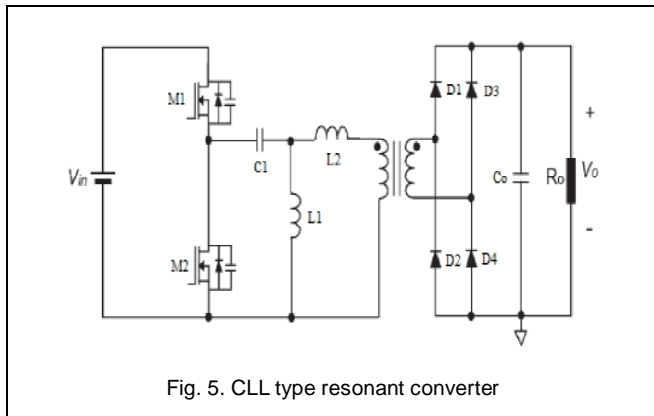 M1
D1
D3
+
C1
L2
Vin
Co
Ro
Vo
L1
-
M2
D2
D4
Fig. 5. CLL type resonant converter